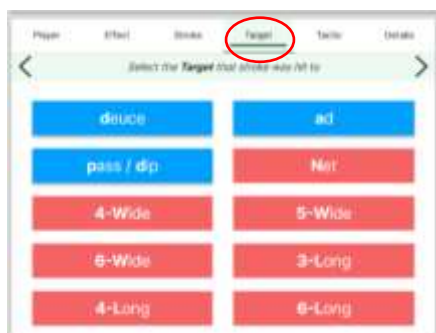 Player Effect Stroke Target Tactic Details
Select the Target that stroke was hit to
deuce ad
pass / dip Net
4-Wide 5-Wide
6-Wide 3-Long
4-Long 6-Long